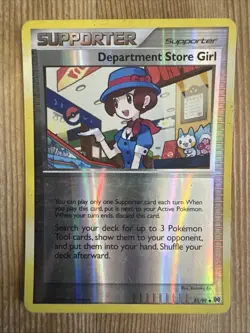 SUPPORTER
Supporter
Department Store Girl
You can play only one Supporter card each turn. When
you play this card, put it next to your Active Pokémon.
When your turn ends, discard this card.
Search your deck for up to 3 Pokémon
Tool cards, show them to your opponent,
and put them into your hand. Shuffle your
deck afterward.